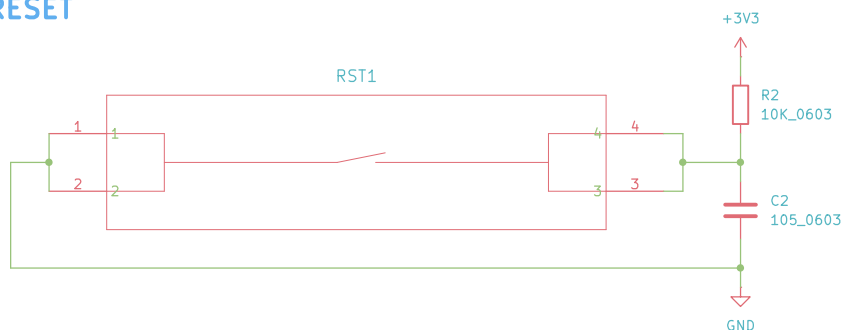 RESET
+3V3
RST1
R2
10K_0603
1
1
4
4
2
2
3
3
C2
105_0603
GND